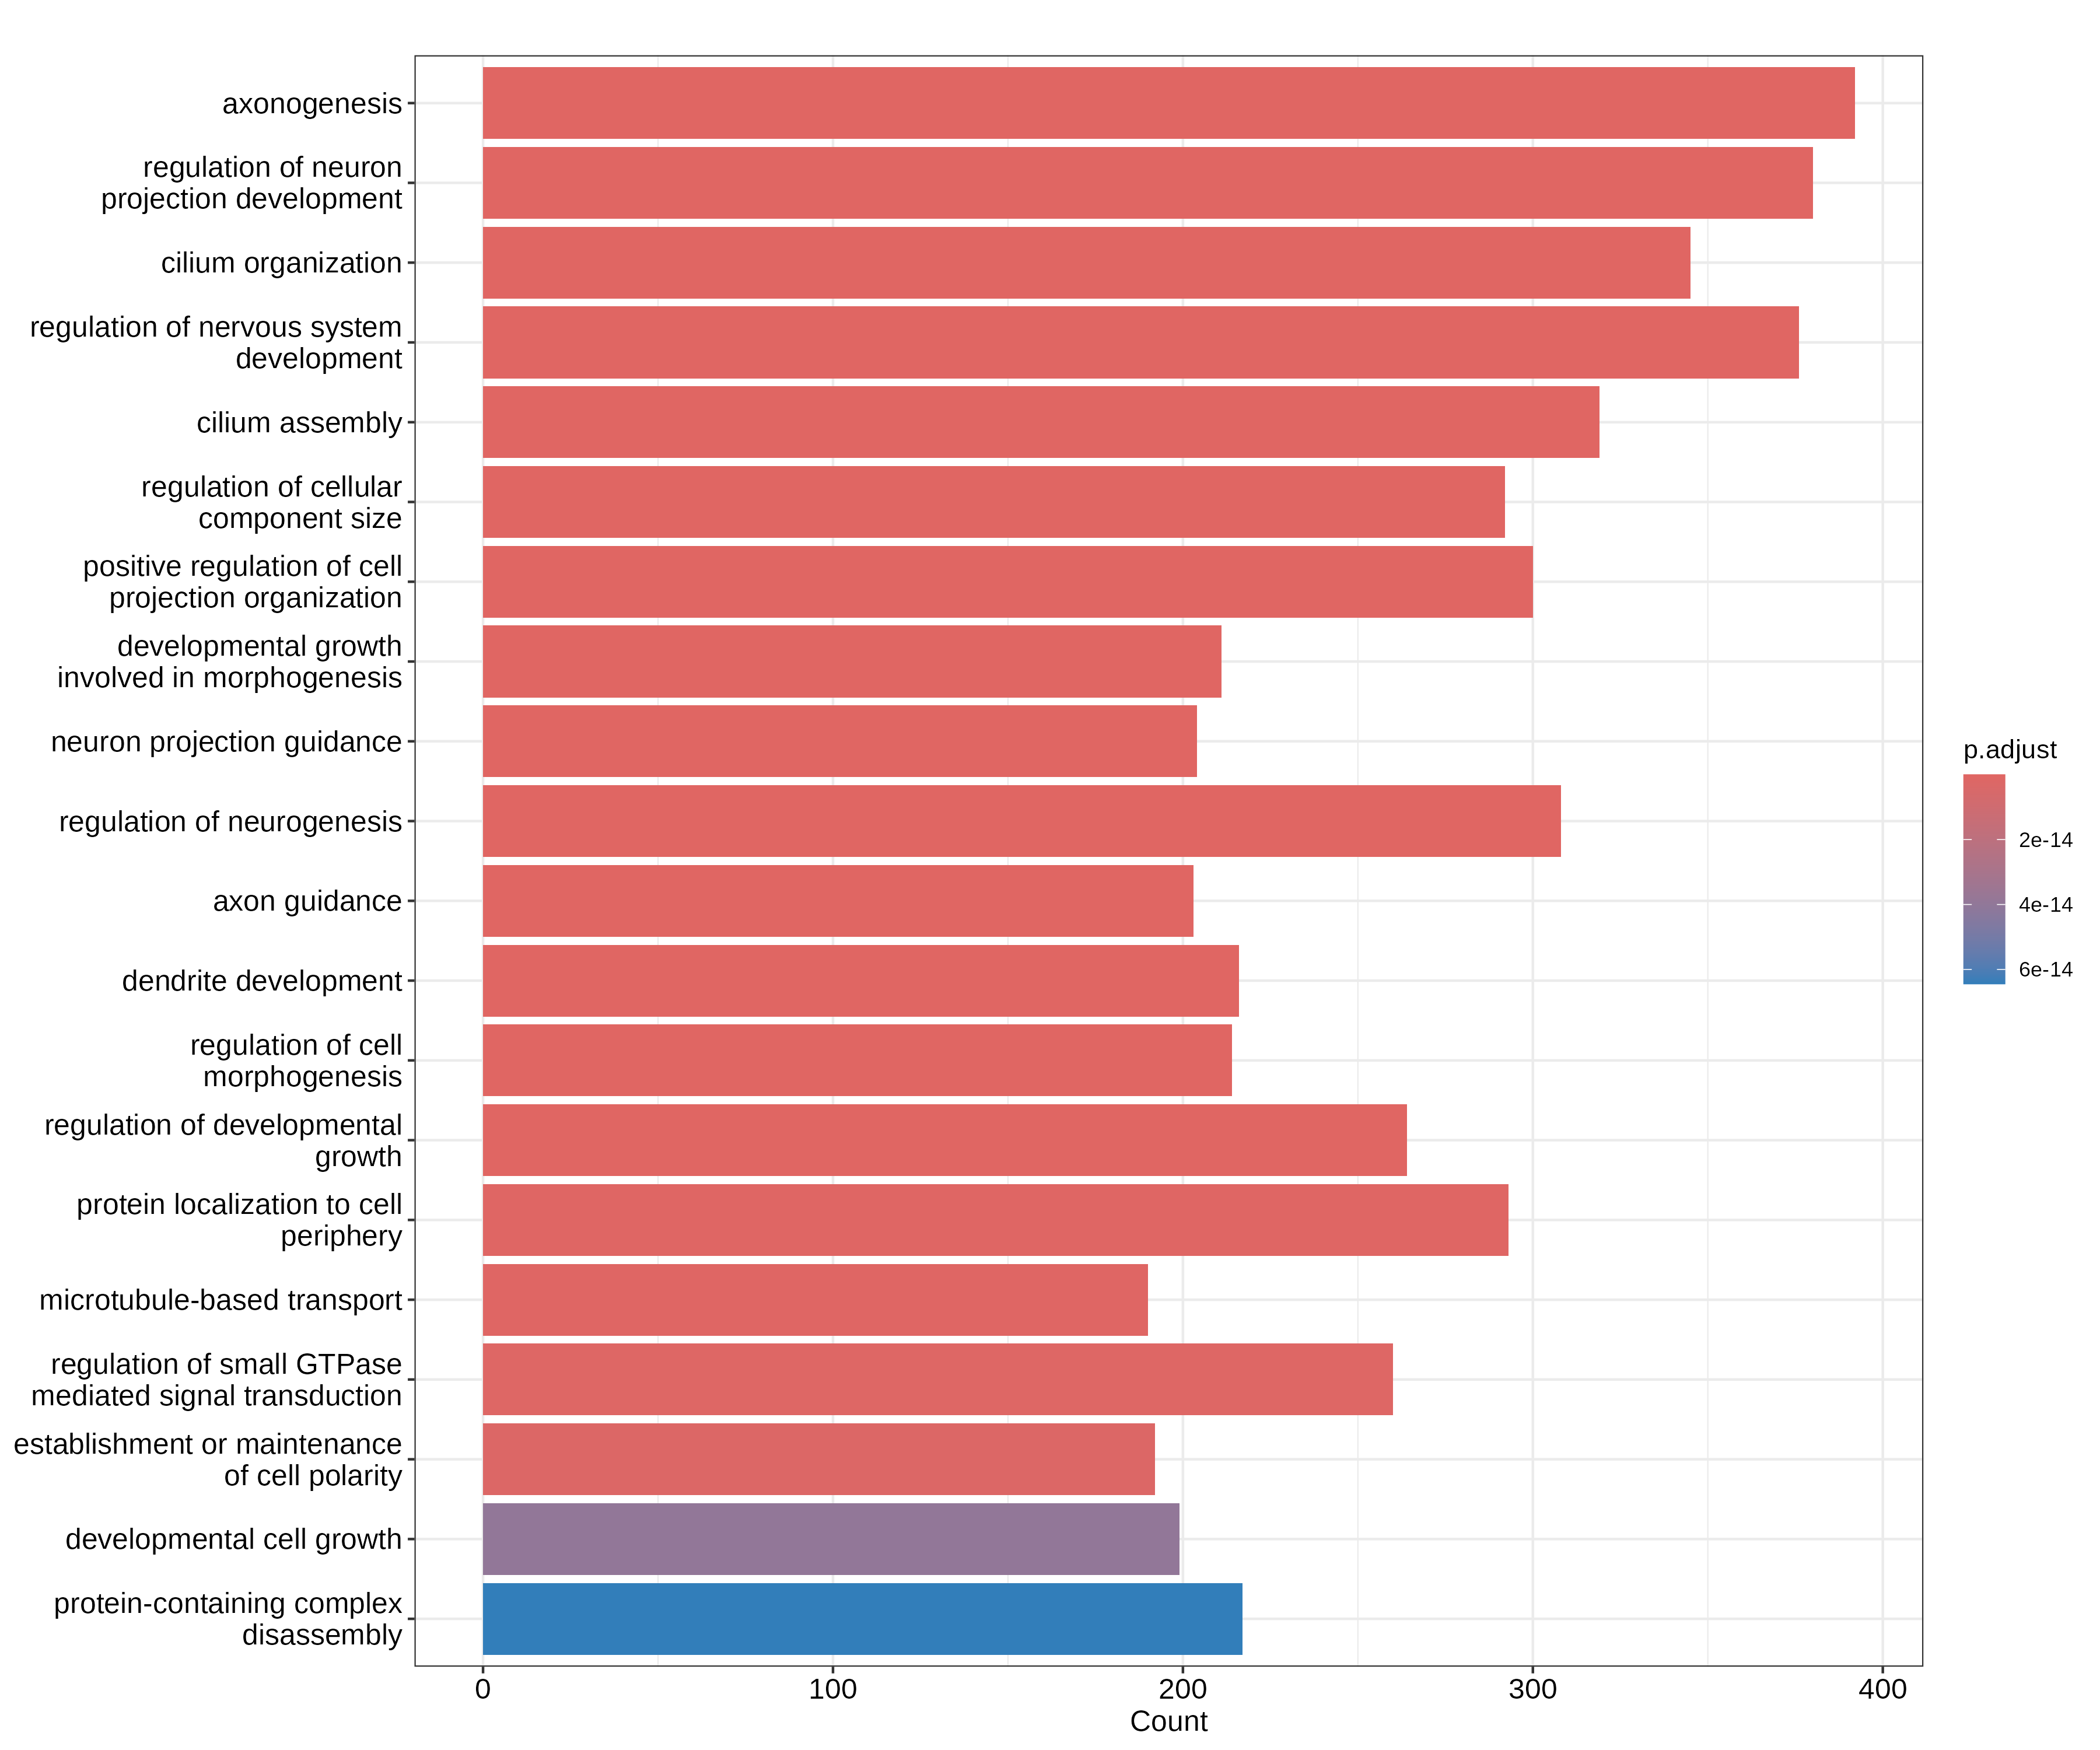 axonogenesis
regulation of neuron
projection development
cilium organization
regulation of nervous system
development
cilium assembly
regulation of cellular
component size
positive regulation of cell
projection organization
developmental growth
involved in morphogenesis
neuron projection guidance
regulation of neurogenesis
axon guidance
dendrite development
regulation of cell
morphogenesis
regulation of developmental
growth
protein localization to cell
periphery
microtubule-based transport
regulation of small GTPase
mediated signal transduction
establishment or maintenance
of cell polarity
developmental cell growth
protein-containing complex
disassembly
0 100 200 300 400
Count
p.adjust
2e-14
4e-14
6e-14